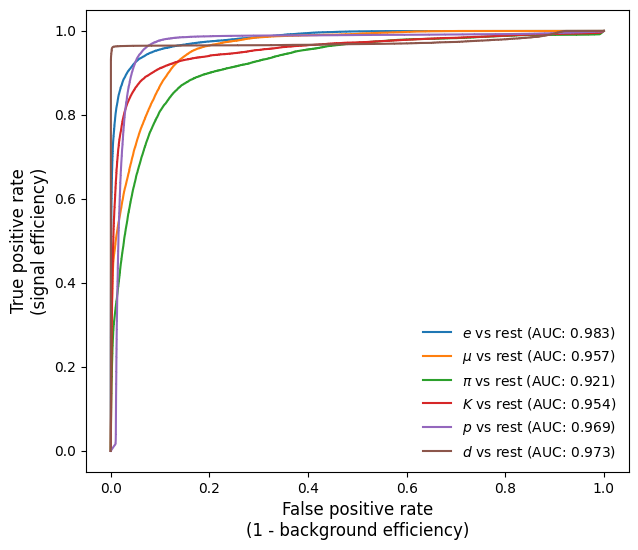 1.0
0.8
0.6
0.4
0.2
0.0
True positive rate
(signal efficiency)
e vs rest (AUC: 0.983)
μ vs rest (AUC: 0.957)
π vs rest (AUC: 0.921)
K vs rest (AUC: 0.954)
p vs rest (AUC: 0.969)
d vs rest (AUC: 0.973)
0.0 0.2 0.4 0.6 0.8 1.0
False positive rate
(1 - background efficiency)